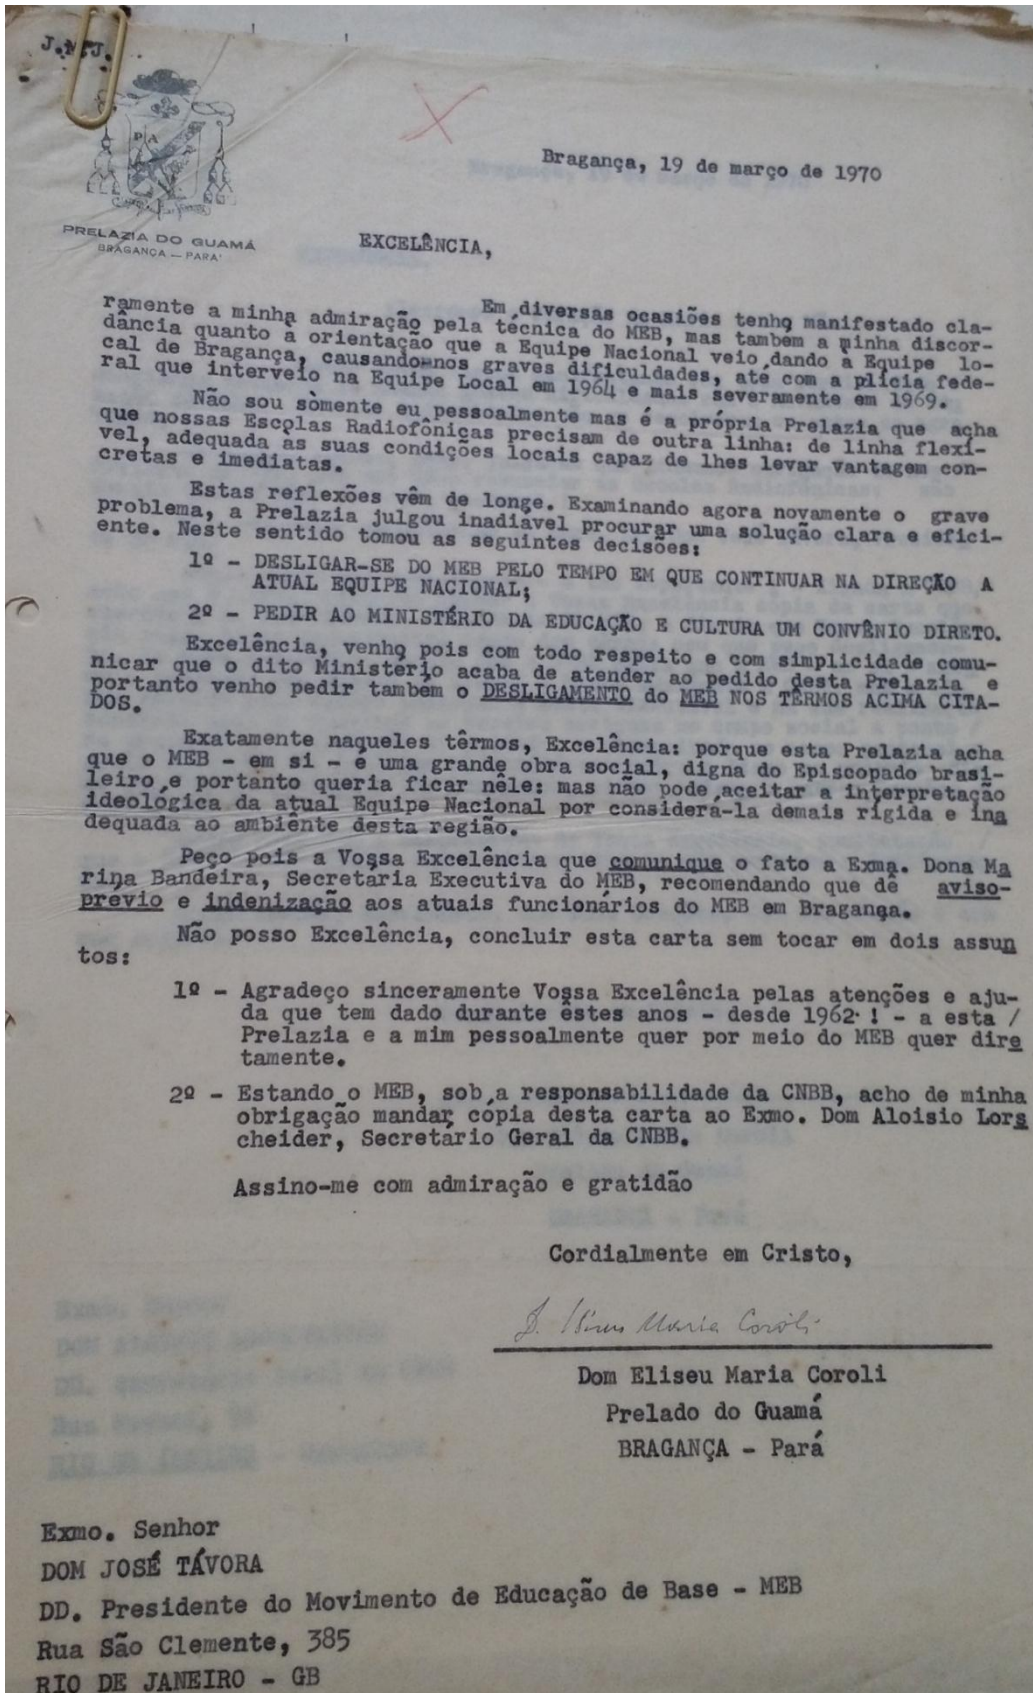 J.M.J.
PRELAZIA DO GUAMÁ
BRAGANÇA — PARA'
Bragança, 19 de março de 1970
EXCELÊNCIA,
Em diversas ocasiões tenho manifestado cla-
ramente a minha admiração pela técnica do MEB, mas também a minha discor-
dância quanto à orientação que a Equipe Nacional veio dando à Equipe lo-
cal de Bragança, causando-nos graves dificuldades, até com a plícia fede-
ral que interveio na Equipe Local em 1964 e mais severamente em 1969.
Não sou sòmente eu pessoalmente mas é a própria Prelazia que acha
que nossas Escolas Radiofônicas precisam de outra linha: de linha flexí-
vel, adequada às suas condições locais capaz de lhes levar vantagem con-
cretas e imediatas.
Estas reflexões vêm de longe. Examinando agora novamente o grave
problema, a Prelazia julgou inadiável procurar uma solução clara e efici-
ente. Neste sentido tomou as seguintes decisões:
1º - DESLIGAR-SE DO MEB PELO TEMPO EM QUE CONTINUAR NA DIREÇÃO A
ATUAL EQUIPE NACIONAL;
2º - PEDIR AO MINISTÉRIO DA EDUCAÇÃO E CULTURA UM CONVÊNIO DIRETO.
Excelência, venho pois com todo respeito e com simplicidade comu-
nicar que o dito Ministério acaba de atender ao pedido desta Prelazia e
portanto venho pedir também o DESLIGAMENTO do MEB NOS TÊRMOS ACIMA CITA-
DOS.
Exatamente naqueles têrmos, Excelência: porque esta Prelazia acha
que o MEB - em si - é uma grande obra social, digna do Episcopado brasi-
leiro e portanto queria ficar nêle: mas não pode aceitar a interpretação
ideológica da atual Equipe Nacional por considerá-la demais rígida e ina
dequada ao ambiênte desta região.
Peço pois a Vossa Excelência que comunique o fato a Exma. Dona Ma
rina Bandeira, Secretária Executiva do MEB, recomendando que dê aviso-
prévio e indenização aos atuais funcionários do MEB em Bragança.
Não posso Excelência, concluir esta carta sem tocar em dois assun
tos:
1º - Agradeço sinceramente Vossa Excelência pelas atenções e aju-
da que tem dado durante êstes anos - desde 1962 ! - a esta /
Prelazia e a mim pessoalmente quer por meio do MEB quer dire
tamente.
2º - Estando o MEB, sob a responsabilidade da CNBB, acho de minha
obrigação mandar cópia desta carta ao Exmo. Dom Aloisio Lors
cheider, Secretário Geral da CNBB.
Assino-me com admiração e gratidão
Cordialmente em Cristo,
Maria Coroli
Dom Eliseu Maria Coroli
Prelado do Guamá
BRAGANÇA - Pará
Exmo. Senhor
DOM JOSÉ TÁVORA
DD. Presidente do Movimento de Educação de Base - MEB
Rua São Clemente, 385
RIO DE JANEIRO - GB